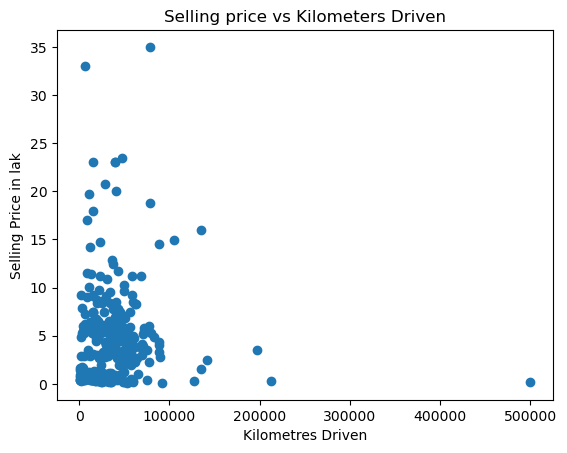 Selling price vs Kilometers Driven
35
30
25
20
15
10
5
0
Selling Price in lak
0 100000 200000 300000 400000 500000
Kilometres Driven